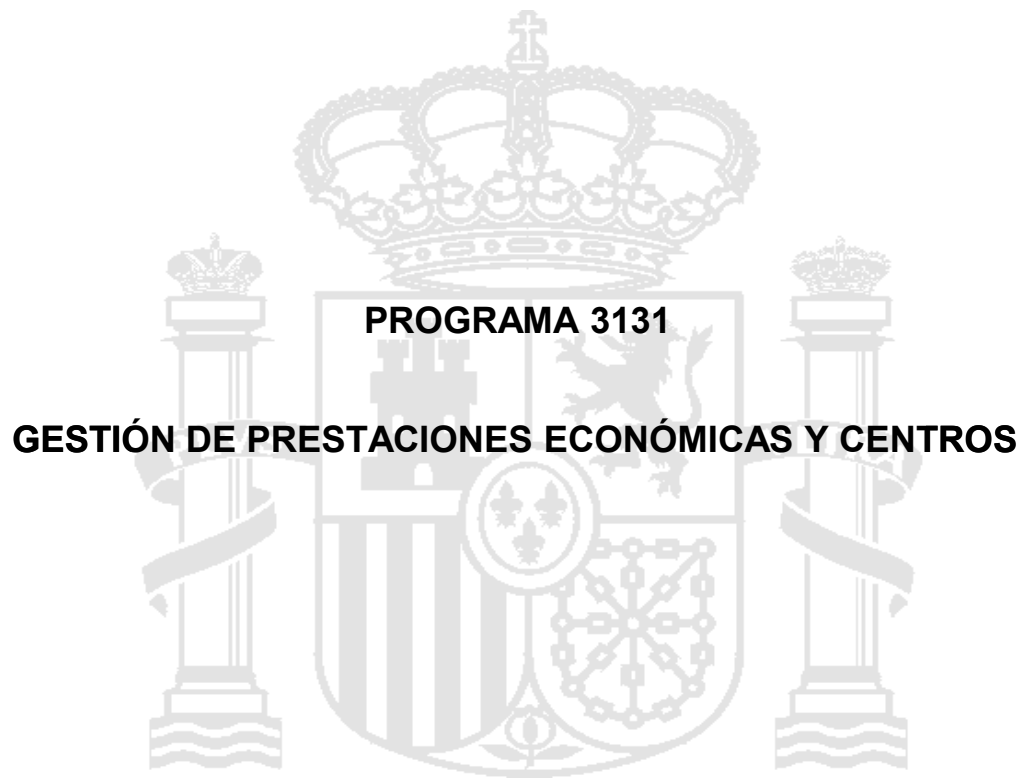 PROGRAMA 3131
GESTIÓN DE PRESTACIONES ECONÓMICAS Y CENTROS